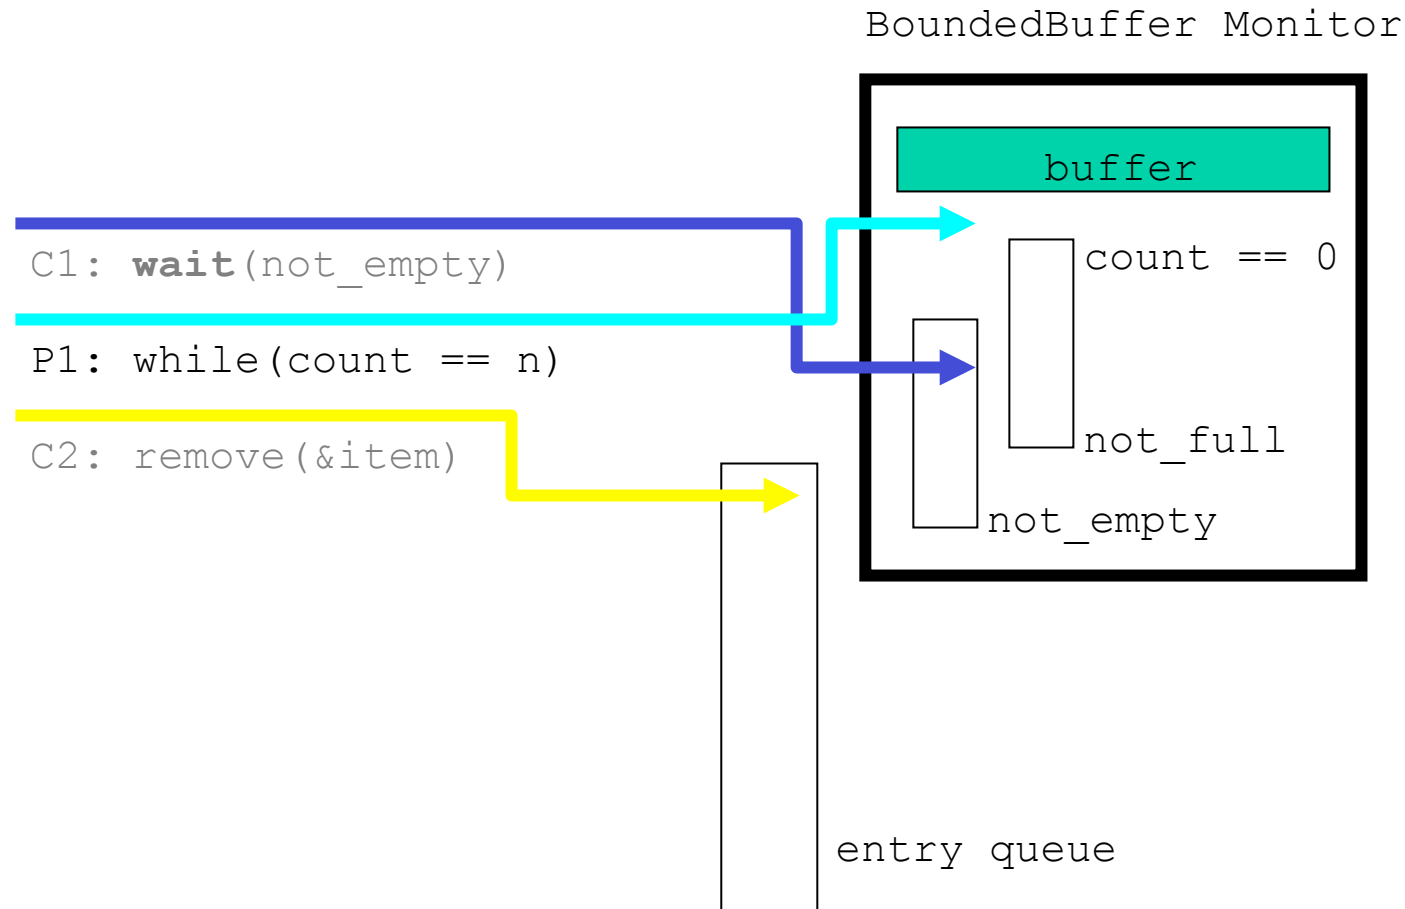 BoundedBuffer Monitor
buffer
C1: wait(not_empty)
count == 0
P1: while(count == n)
not_full
C2: remove(&item)
not_empty
entry queue